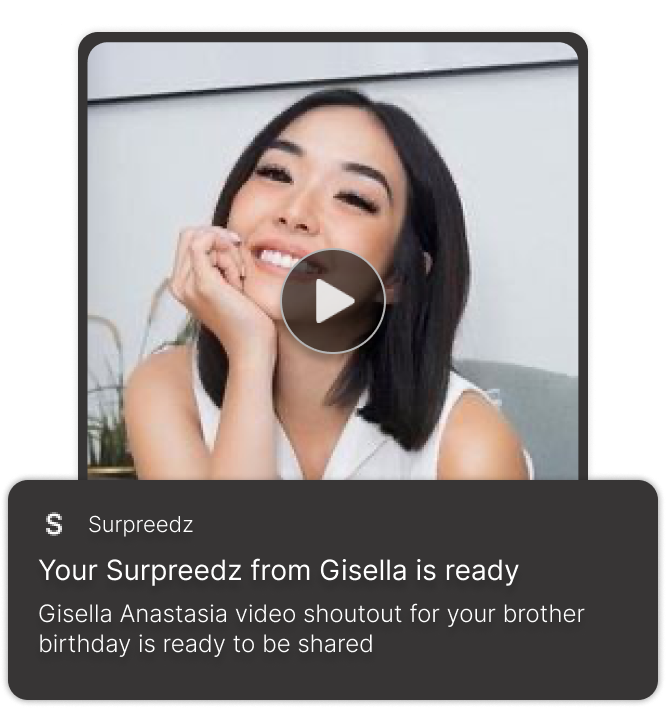 S Surpreedz
Your Surpreedz from Gisella is ready
Gisella Anastasia video shoutout for your brother
birthday is ready to be shared